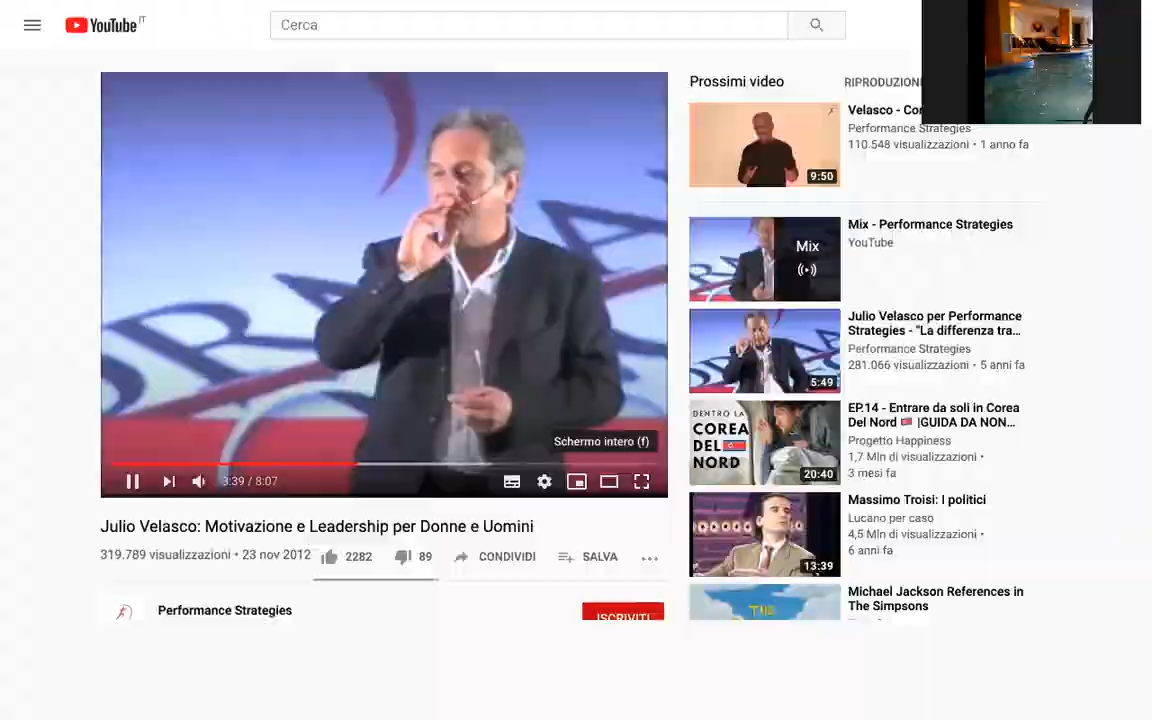 YouTube IT
Cerca
Schermo intero (f)
3:39 / 8:07
Julio Velasco: Motivazione e Leadership per Donne e Uomini
319.789 visualizzazioni • 23 nov 2012
2282
89
CONDIVIDI
SALVA
Performance Strategies
ISCRIVITI
Prossimi video
RIPRODUZION
9:50
Velasco - Cor
Performance Strategies
110.548 visualizzazioni • 1 anno fa
Mix
Mix - Performance Strategies
YouTube
5:49
Julio Velasco per Performance
Strategies - "La differenza tra...
Performance Strategies
281.066 visualizzazioni • 5 anni fa
DENTRO LA
COREA
DEL
NORD
20:40
EP.14 - Entrare da soli in Corea
Del Nord 🇰🇵 |GUIDA DA NON...
Progetto Happiness
1,7 Mln di visualizzazioni •
3 mesi fa
13:39
Massimo Troisi: I politici
Lucano per caso
4,5 Mln di visualizzazioni •
6 anni fa
THE
Michael Jackson References in
The Simpsons